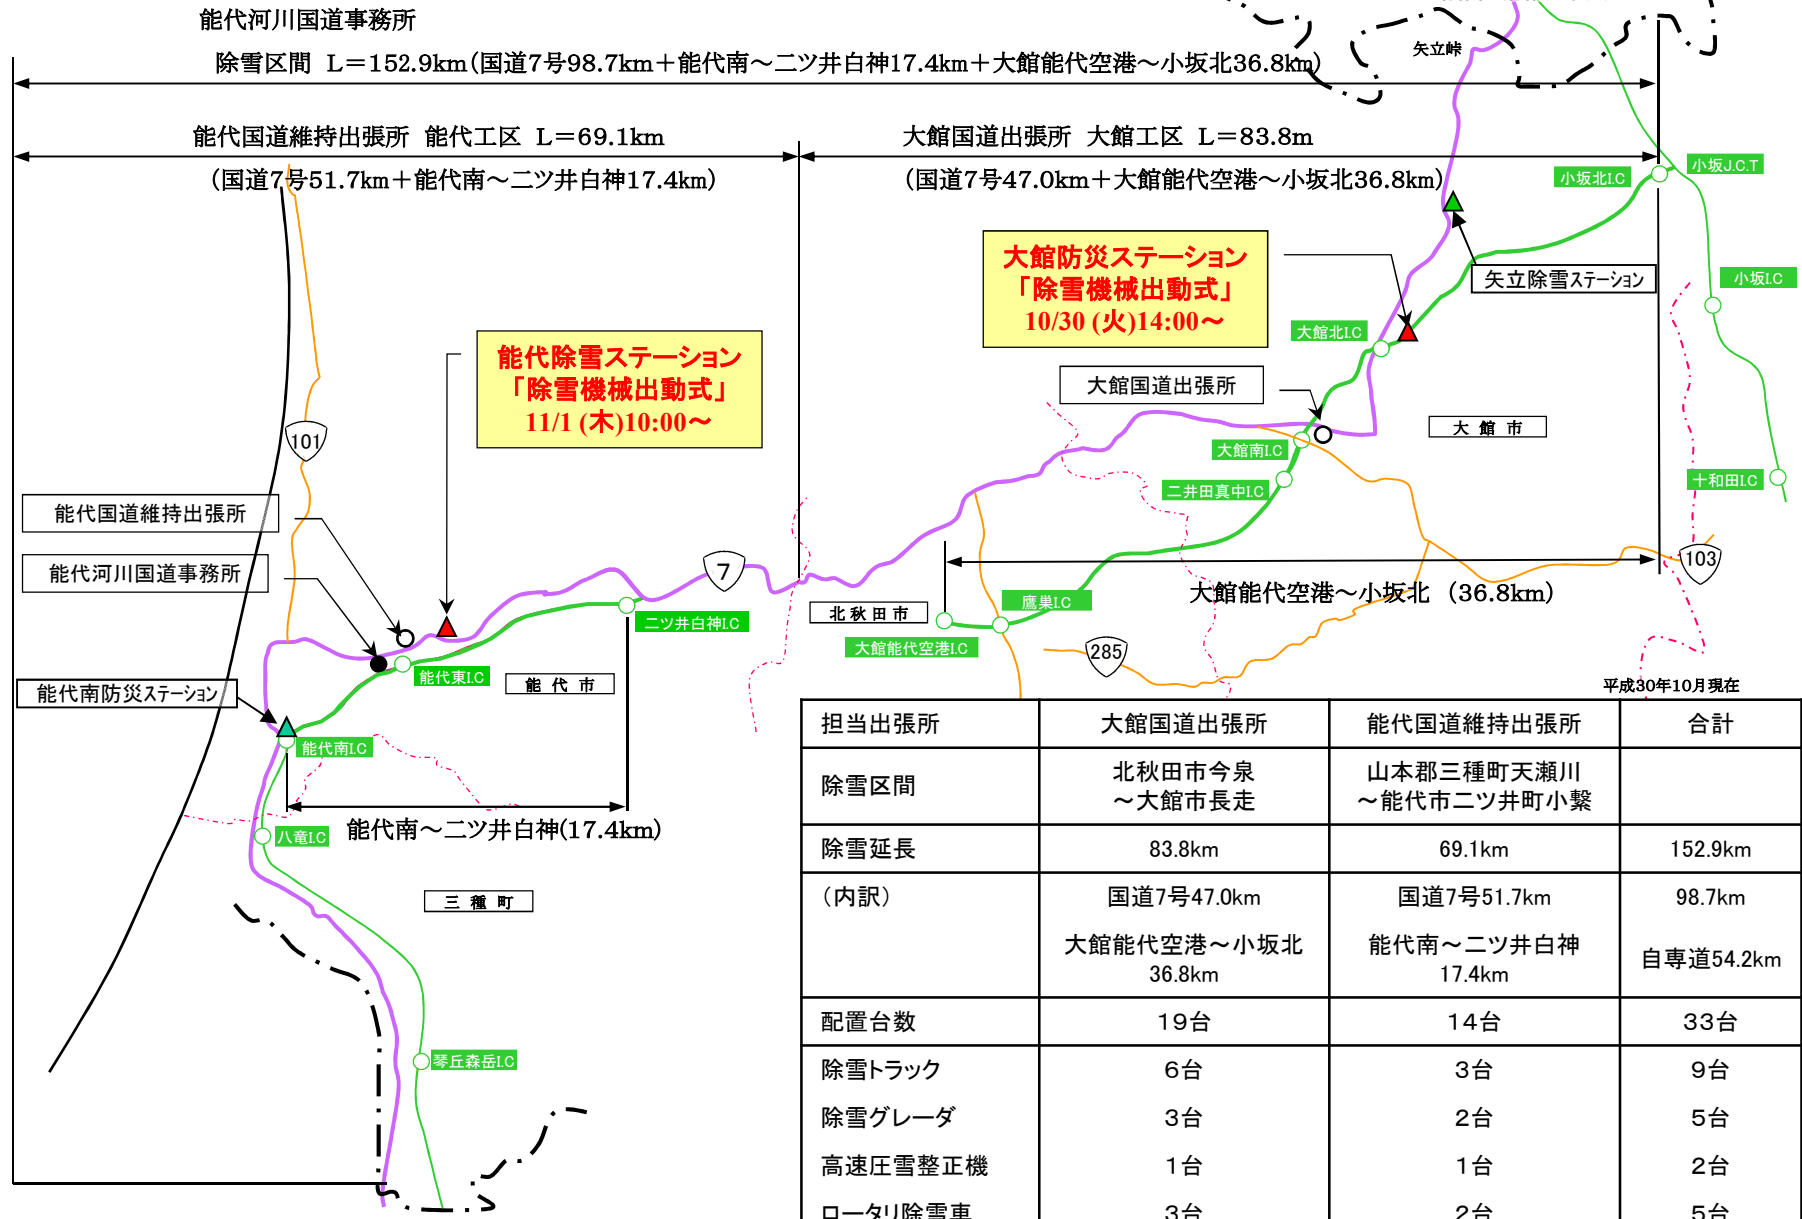 能代河川国道事務所
除雪区間 L=152.9km(国道7号98.7km+能代南～二ツ井白神17.4km+大館能代空港～小坂北36.8km)
矢立峠
能代国道維持出張所 能代工区 L=69.1km
大館国道出張所 大館工区 L=83.8m
(国道7号51.7km+能代南～二ツ井白神17.4km)
(国道7号47.0km+大館能代空港～小坂北36.8km)
小坂北I.C
小坂J.C.T
大館防災ステーション
「除雪機械出動式」
10/30 (火)14:00～
矢立除雪ステーション
小坂I.C
能代除雪ステーション
「除雪機械出動式」
11/1 (木)10:00～
大館北I.C
大館国道出張所
大館市
101
大館南I.C
二井田真中I.C
十和田I.C
能代国道維持出張所
能代河川国道事務所
7
103
大館能代空港～小坂北 (36.8km)
北秋田市
鷹巣I.C
二ツ井白神I.C
大館能代空港I.C
285
能代東I.C
能代市
能代南防災ステーション
能代南I.C
能代南～二ツ井白神(17.4km)
八竜I.C
三種町
琴丘森岳I.C
平成30年10月現在
担当出張所 大館国道出張所 能代国道維持出張所 合計
除雪区間 北秋田市今泉 ～大館市長走 山本郡三種町天瀬川 ～能代市二ツ井町小繋
除雪延長 83.8km 69.1km 152.9km
(内訳) 国道7号47.0km 国道7号51.7km 98.7km
大館能代空港～小坂北 36.8km 能代南～二ツ井白神 17.4km 自専道54.2km
配置台数 19台 14台 33台
除雪トラック 6台 3台 9台
除雪グレーダ 3台 2台 5台
高速圧雪整正機 1台 1台 2台
ロータリ除雪車 3台 2台 5台